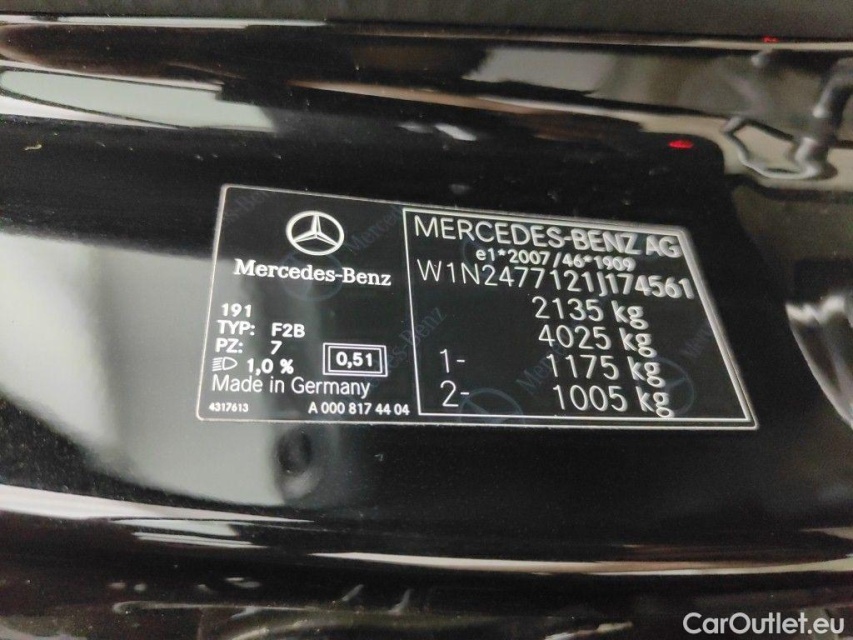 Mercedes-Benz
191
TYP: F2B
PZ: 7
1,0 % 0,51
Made in Germany
4317613 A 000 817 44 04
MERCEDES-BENZ AG
e1*2007/46*1909
W1N2477121J174561
2135 kg
4025 kg
1- 1175 kg
2- 1005 kg
CarOutlet.eu